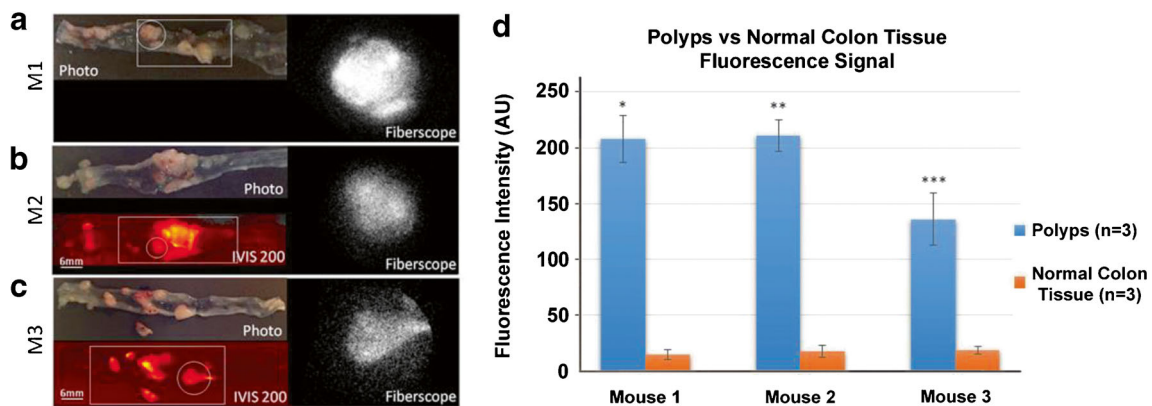 a
M1
Photo
Fiberscope
b
M2
Photo
6mm
IVIS 200
Fiberscope
c
M3
Photo
6mm
IVIS 200
Fiberscope
d
Polyps vs Normal Colon Tissue
Fluorescence Signal
Fluorescence Intensity (AU)
250
200
150
100
50
0
*
**
***
Mouse 1
Mouse 2
Mouse 3
Polyps (n=3)
Normal Colon
Tissue (n=3)